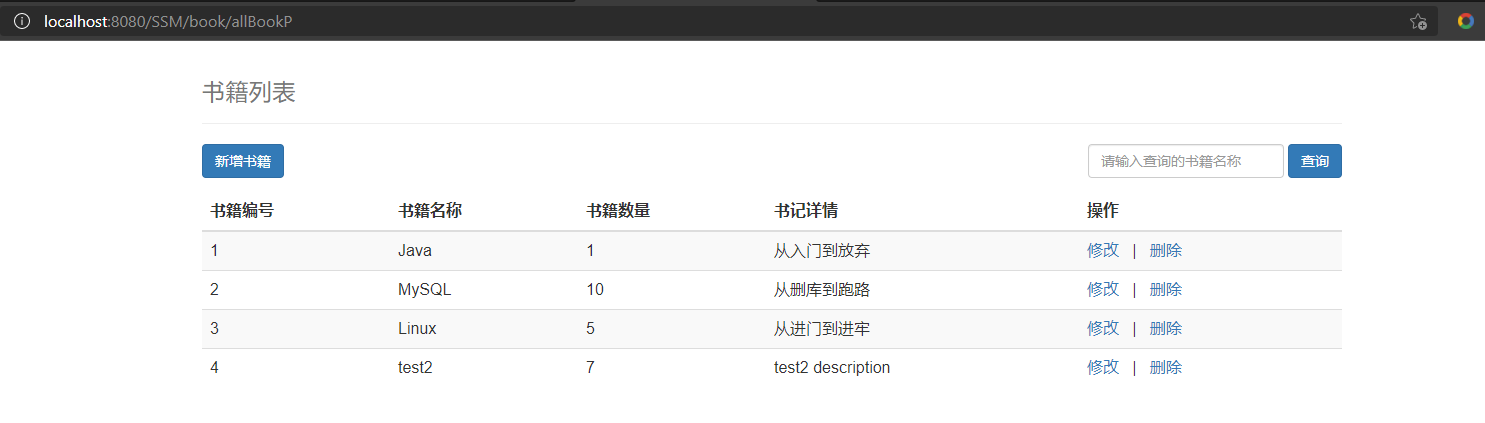 localhost:8080/SSM/book/allBookP
书籍列表
新增书籍 请输入查询的书籍名称 查询
书籍编号 书籍名称 书籍数量 书记详情 操作
1 Java 1 从入门到放弃 修改 | 删除
2 MySQL 10 从删库到跑路 修改 | 删除
3 Linux 5 从进门到进牢 修改 | 删除
4 test2 7 test2 description 修改 | 删除